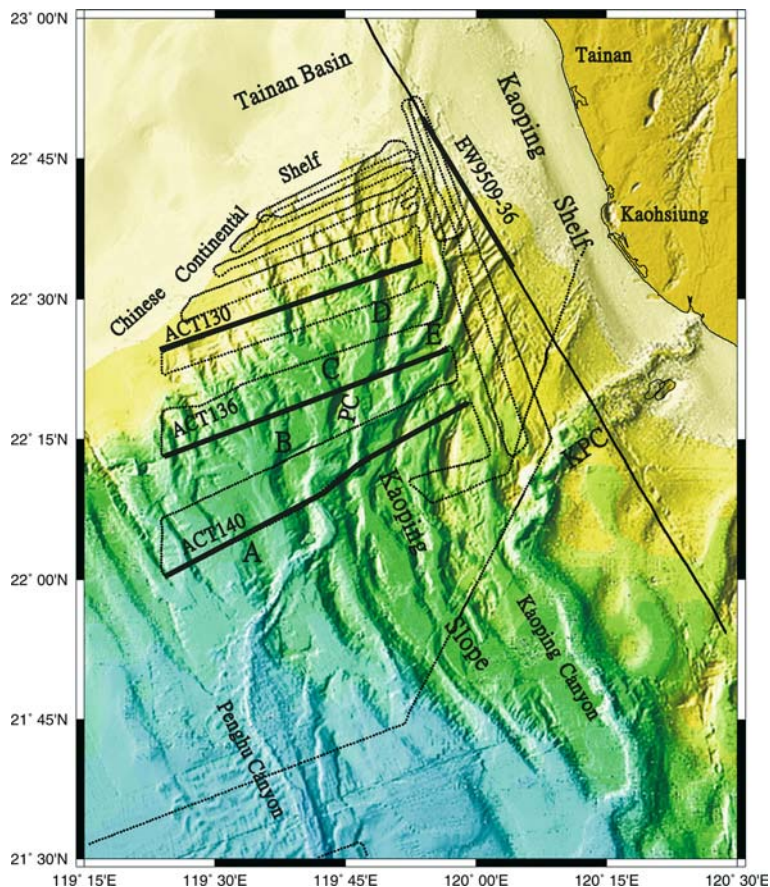 23 00'N
Tainan
Tainan Basin
Kaoping
22 45'N
EW9509-36
Shelf
Shelf
Kaohsiung
Continental
Chinese
22 30'N
ACT130
D
E
C
ACT136
PC
22 15'N
B
KPC
Kaoping
ACT140
A
22 00'N
Kaoping Canyon
Slope
21 45'N
Penghu Canyon
21 30'N
119 15'E
119 30'E
119 45'E
120 00'E
120 15'E
120 30'E